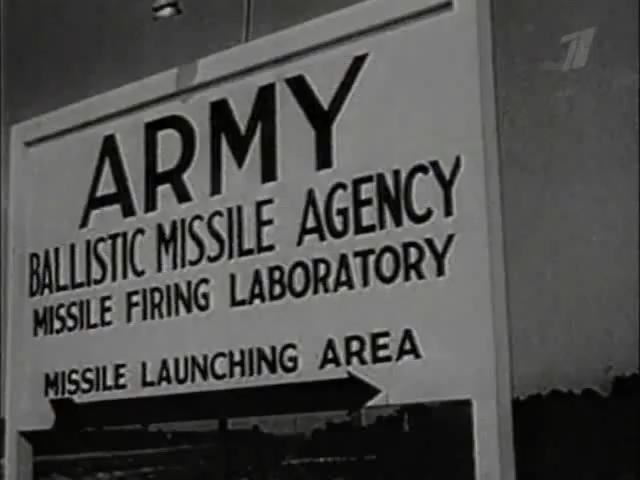 ARMY
BALLISTIC MISSILE AGENCY
MISSILE FIRING LABORATORY
MISSILE LAUNCHING AREA